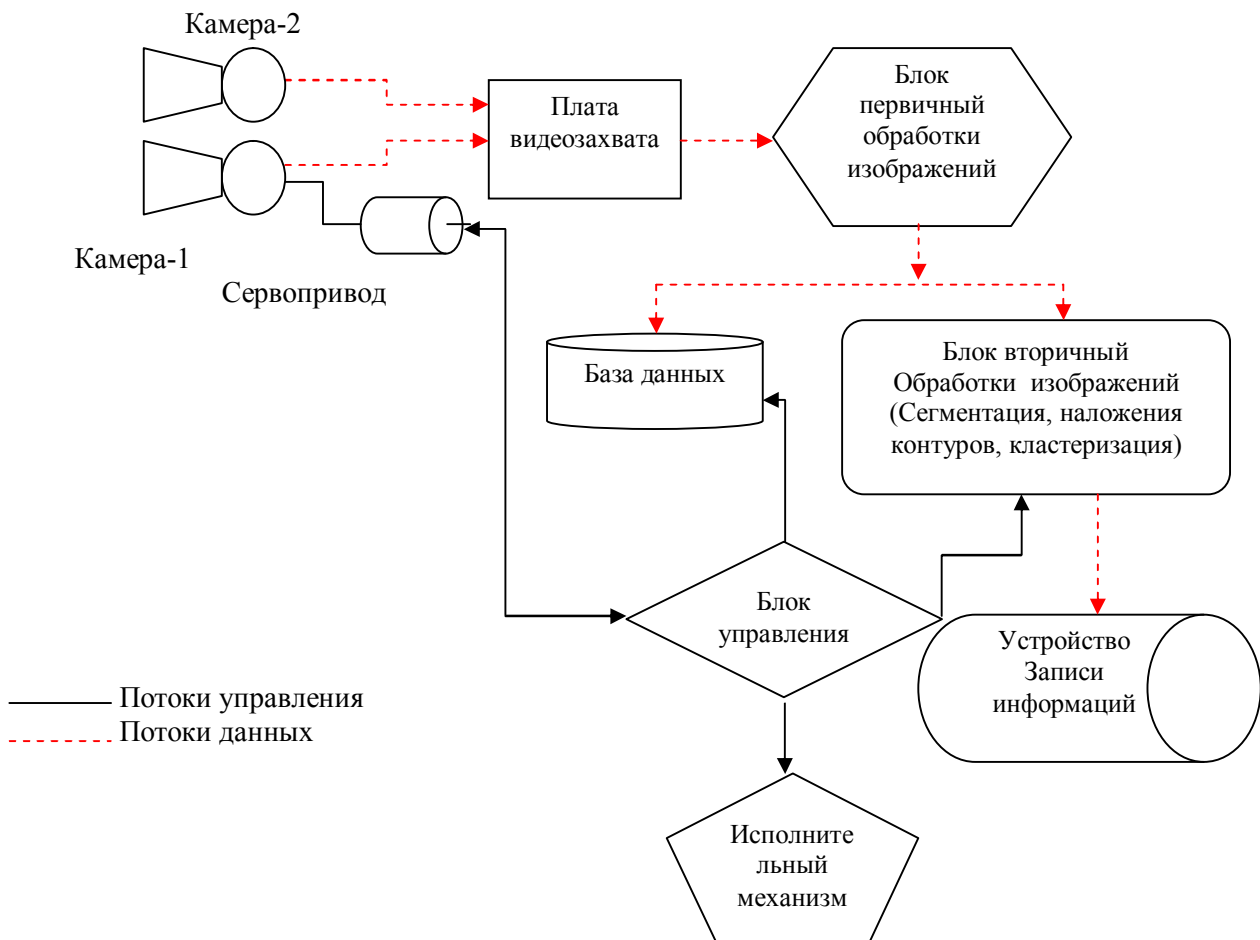 Камера-2
Плата
видеозахвата
Блок
первичный
обработки
изображений
Камера-1
Сервопривод
База данных
Блок вторичный
Обработки изображений
(Сегментация, наложения
контуров, кластеризация)
Блок
управления
Устройство
Записи
информаций
Потоки управления
Потоки данных
Исполните
льный
механизм